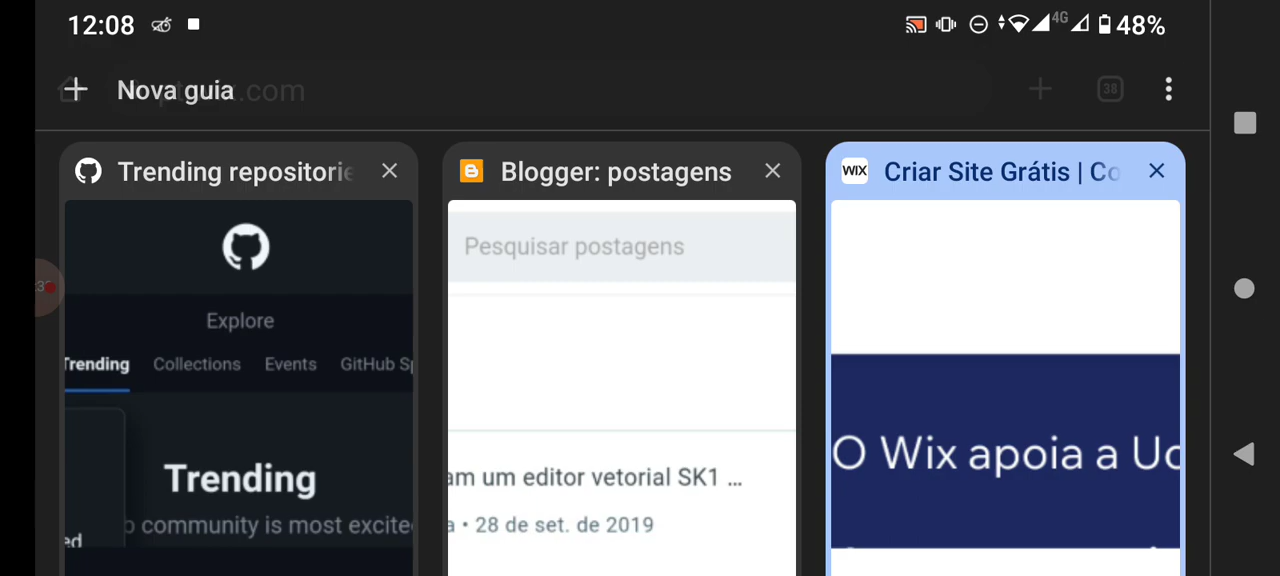 12:08
4G
48%
Nova guia
.com
38
Trending repositorie
Blogger: postagens
WIX
Criar Site Grátis | Co
Explore
Trending
Collections
Events
GitHub Sp
Trending
community is most excite
ed
Pesquisar postagens
am um editor vetorial SK1 ...
a • 28 de set. de 2019
O Wix apoia a Uc